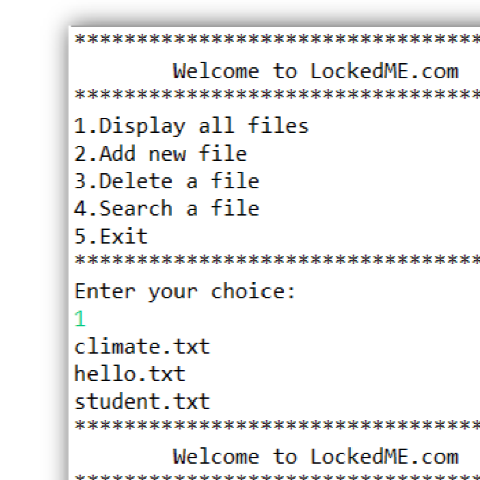 *********************************
Welcome to LockedME.com
*********************************
1.Display all files
2.Add new file
3.Delete a file
4.Search a file
5.Exit
*********************************
Enter your choice:
1
climate.txt
hello.txt
student.txt
*********************************
Welcome to LockedME.com
*********************************